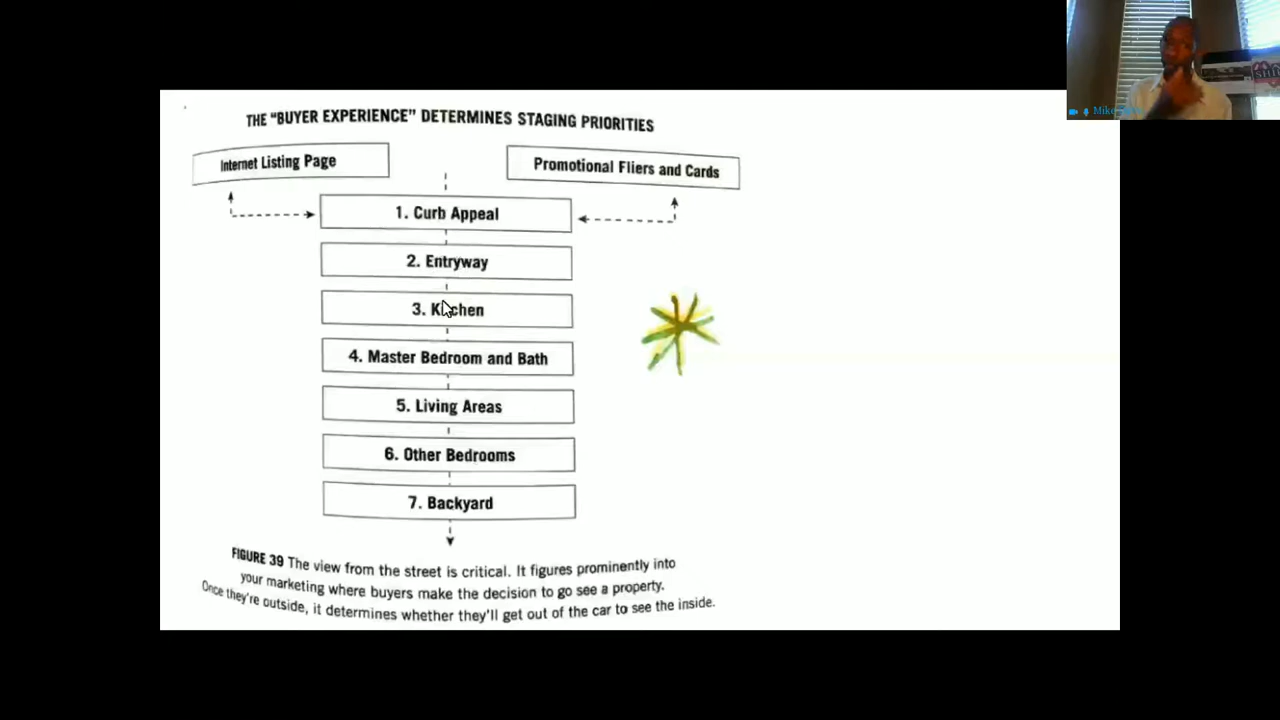 THE "BUYER EXPERIENCE" DETERMINES STAGING PRIORITIES
Internet Listing Page
Promotional Fliers and Cards
1. Curb Appeal
2. Entryway
3. Kitchen
4. Master Bedroom and Bath
5. Living Areas
6. Other Bedrooms
7. Backyard
FIGURE 39 The view from the street is critical. It figures prominently into
your marketing where buyers make the decision to go see a property.
Once they're outside, it determines whether they'll get out of the car to see the inside.